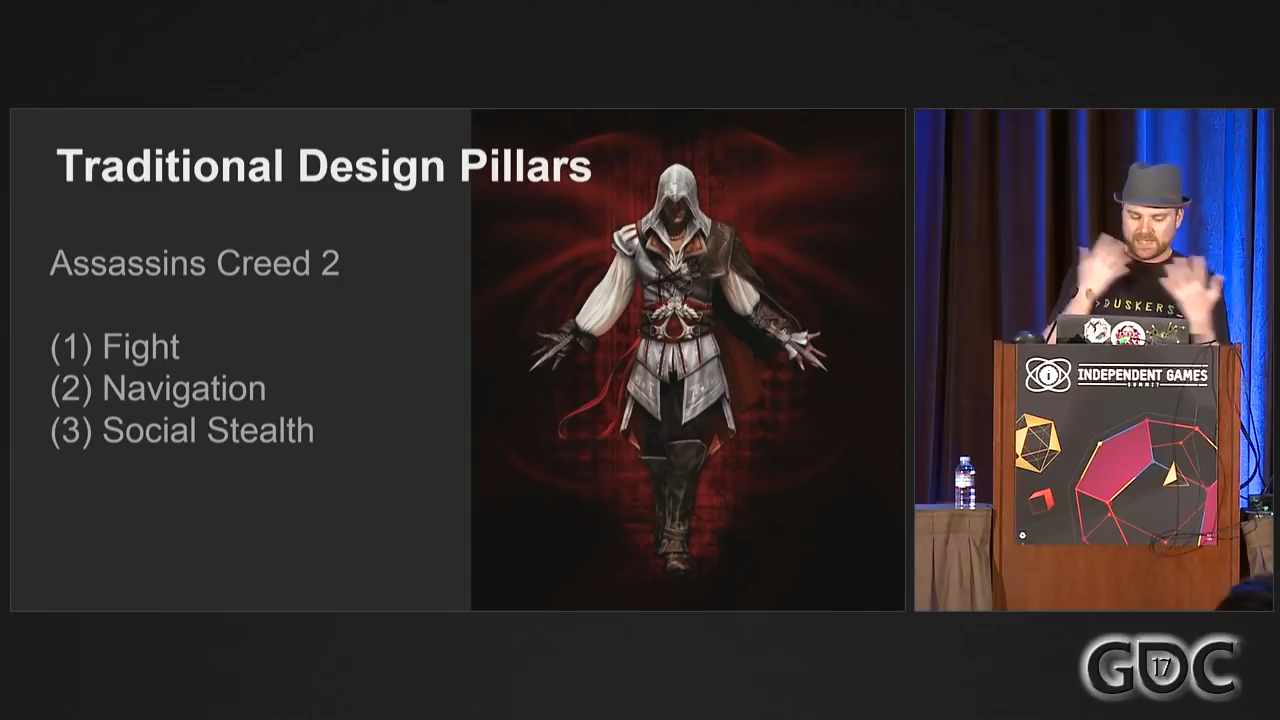 Traditional Design Pillars
Assassins Creed 2
(1) Fight
(2) Navigation
(3) Social Stealth
DUSKERS
INDEPENDENT GAMES
SUMMIT
GDC
17